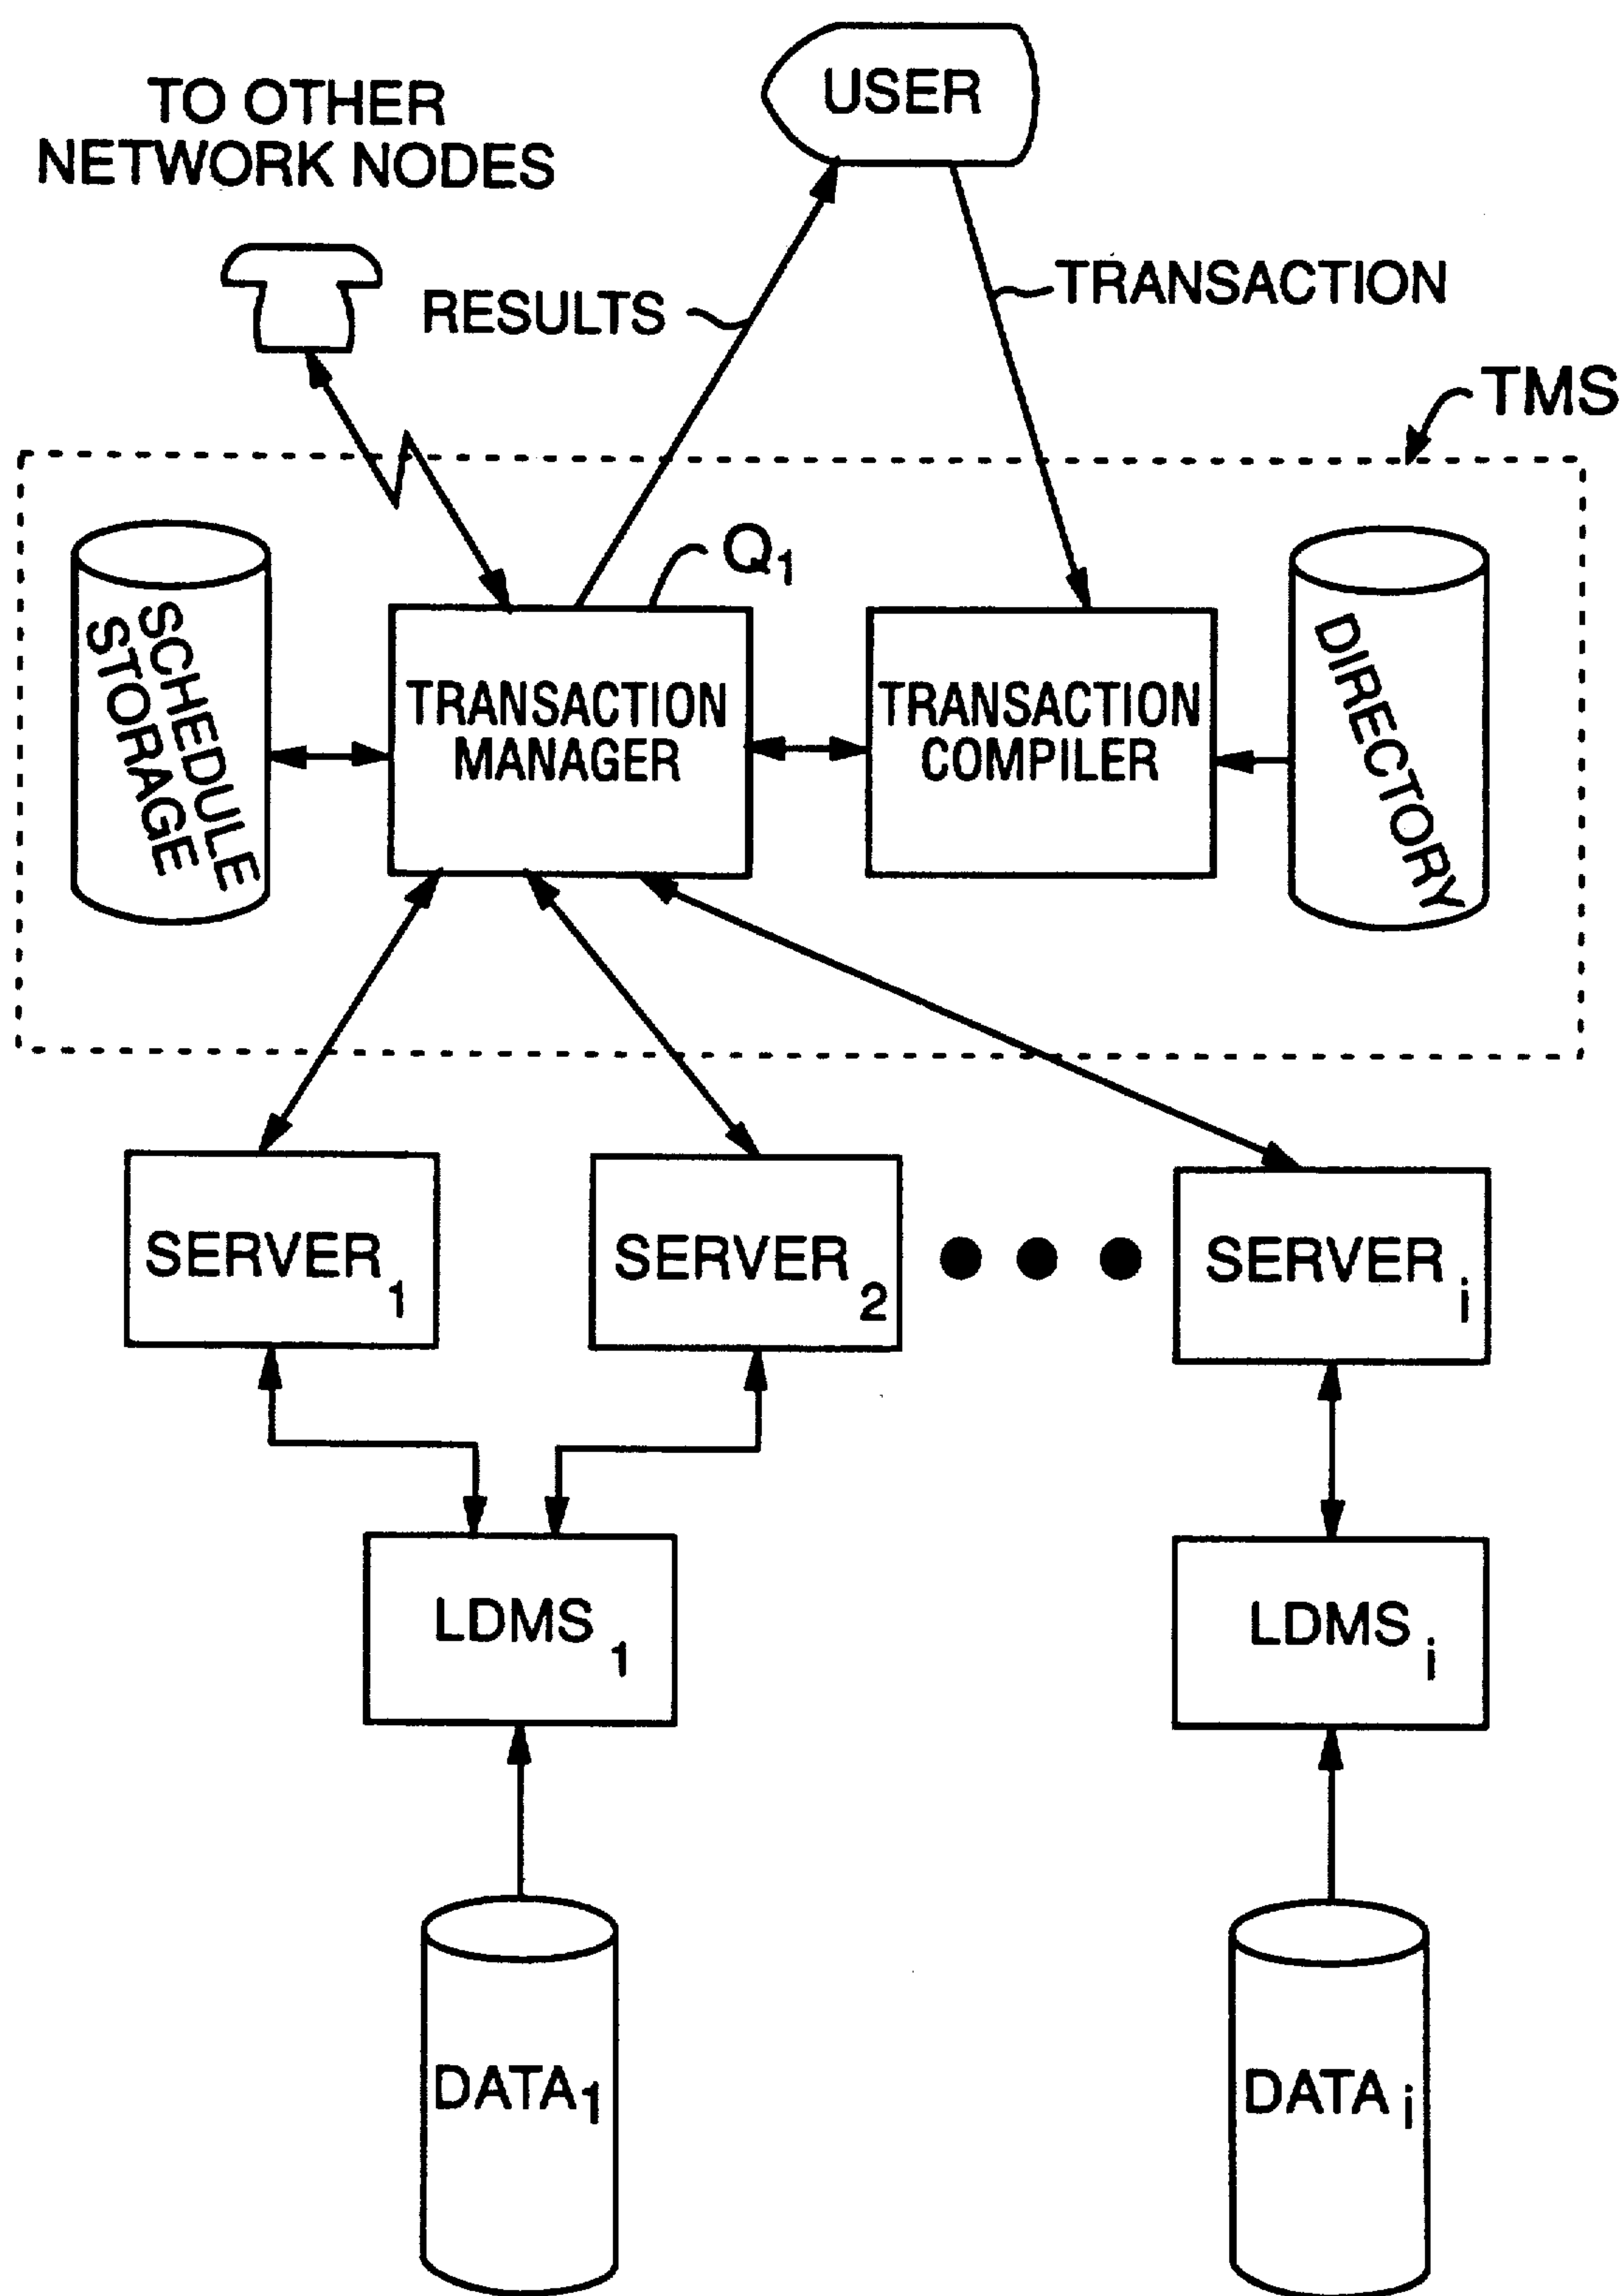 USER
TO OTHER
NETWORK NODES
RESULTS
TRANSACTION
TMS
Q1
SCHEDULE
STORAGE
TRANSACTION
MANAGER
TRANSACTION
COMPILER
DIRECTORY
SERVER 1
SERVER 2
SERVER i
LDMS 1
LDMS i
DATA1
DATA i